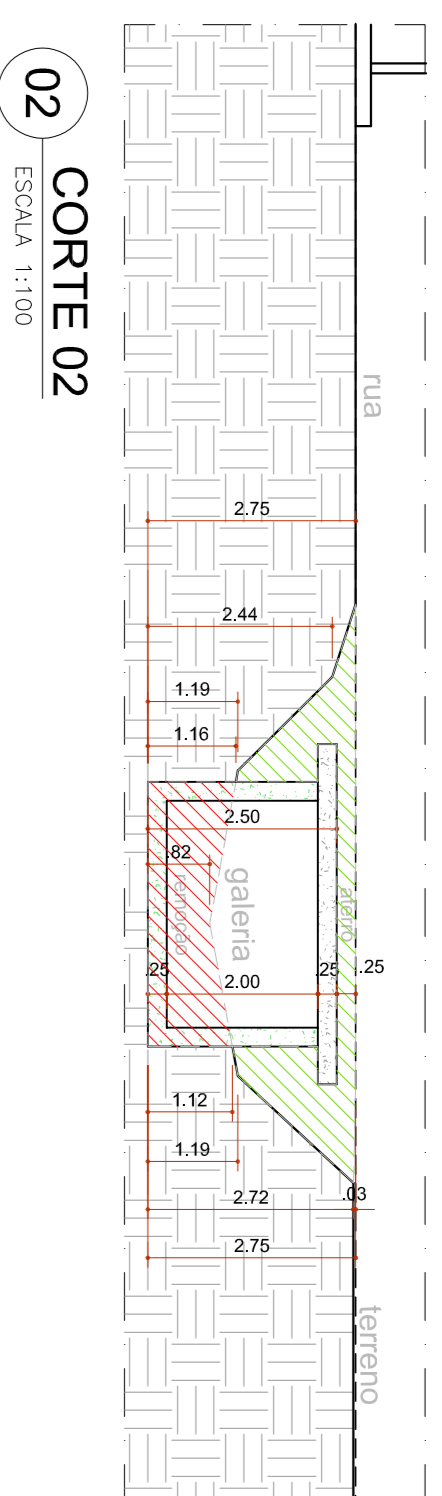 02
CORTE 02
ESCALA 1:100
rua
2.75
2.44
1.19
1.16
2.50
.82
galeria
remoção
aterro
.25
2.00
.25
.25
1.12
1.19
2.72
.03
2.75
terreno